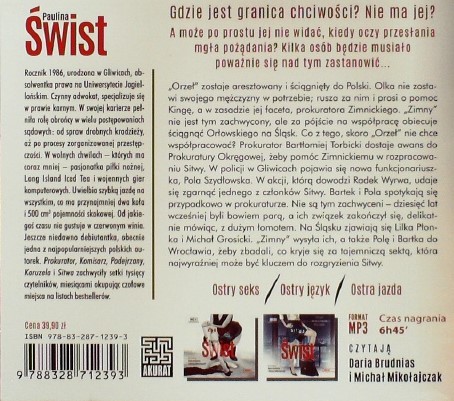 Paulina
Świst
Rocznik 1986, urodzona w Gliwicach, ab-
solwentka prawa na Uniwersytecie Jagiel-
lońskim. Czynny adwokat, specjalizuje się
w prawie karnym. W swojej karierze peł-
niła rolę obrońcy w wielu postępowaniach
sądowych: od spraw drobnych kradzieży,
aż po procesy zorganizowanej przestęp-
czości. W wolnych chwilach – których ma
coraz mniej – pasjonatka piłki nożnej,
Long Island Iced Tea i wojennych gier
komputerowych. Uwielbia szybką jazdę na
wszystkim, co ma przynajmniej dwa koła
i 500 cm³ pojemności skokowej. Od jakie-
goś czasu nie gustuje w czerwonym winie.
Jeszcze niedawno debiutantka, obecnie
jedna z najpopularniejszych polskich auto-
rek. Prokurator, Komisarz, Podejrzany,
Karuzela i Sitwa zachwyciły setki tysięcy
czytelników, miesiącami okupując czołowe
miejsca na listach bestsellerów.
Cena 39,90 zł
ISBN 978-83-287-1239-3
9 788328 712393
AKURAT
Gdzie jest granica chciwości? Nie ma jej?
A może po prostu jej nie widać, kiedy oczy przesłania
mgła pożądania? Kilka osób będzie musiało
poważnie się nad tym zastanowić...
„Orzeł” zostaje aresztowany i ściągnięty do Polski. Olka nie zosta-
wi swojego mężczyzny w potrzebie; rusza za nim i prosi o pomoc
Kingę, a w zasadzie jej faceta, prokuratora Zimnickiego. „Zimny”
nie jest tym zachwycony, ale za pójście na współpracę obiecuje
ściągnąć Orłowskiego na Śląsk. Co z tego, skoro „Orzeł” nie chce
współpracować? Prokurator Bartłomiej Torbicki dostaje awans do
Prokuratury Okręgowej, żeby pomóc Zimnickiemu w rozpracowa-
niu Sitwy. W policji w Gliwicach pojawia się nowa funkcjonariusz-
ka, Pola Szydłowska. W akcji, którą dowodzi Radek Wyrwa, udaje
się zgarnąć jednego z członków Sitwy. Bartek i Pola spotykają się
przypadkowo w prokuraturze. Nie są tym zachwyceni – dziesięć lat
wcześniej byli bowiem parą, a ich związek zakończył się, delikat-
nie mówiąc, z dużym łomotem. Na Śląsku zjawiają się Lilka Płon-
ka i Michał Grosicki. „Zimny” wysyła ich, a także Polę i Bartka do
Wrocławia, żeby zbadali, co kryje się za tajemniczą sektą, która
najwyraźniej może być kluczem do rozgryzienia Sitwy.
Ostry seks / Ostry język / Ostra jazda
Świst
Świst
FORMAT
MP3
Czas nagrania
6h45'
CZYTAJĄ
Daria Brudnias
i Michał Mikołajczak